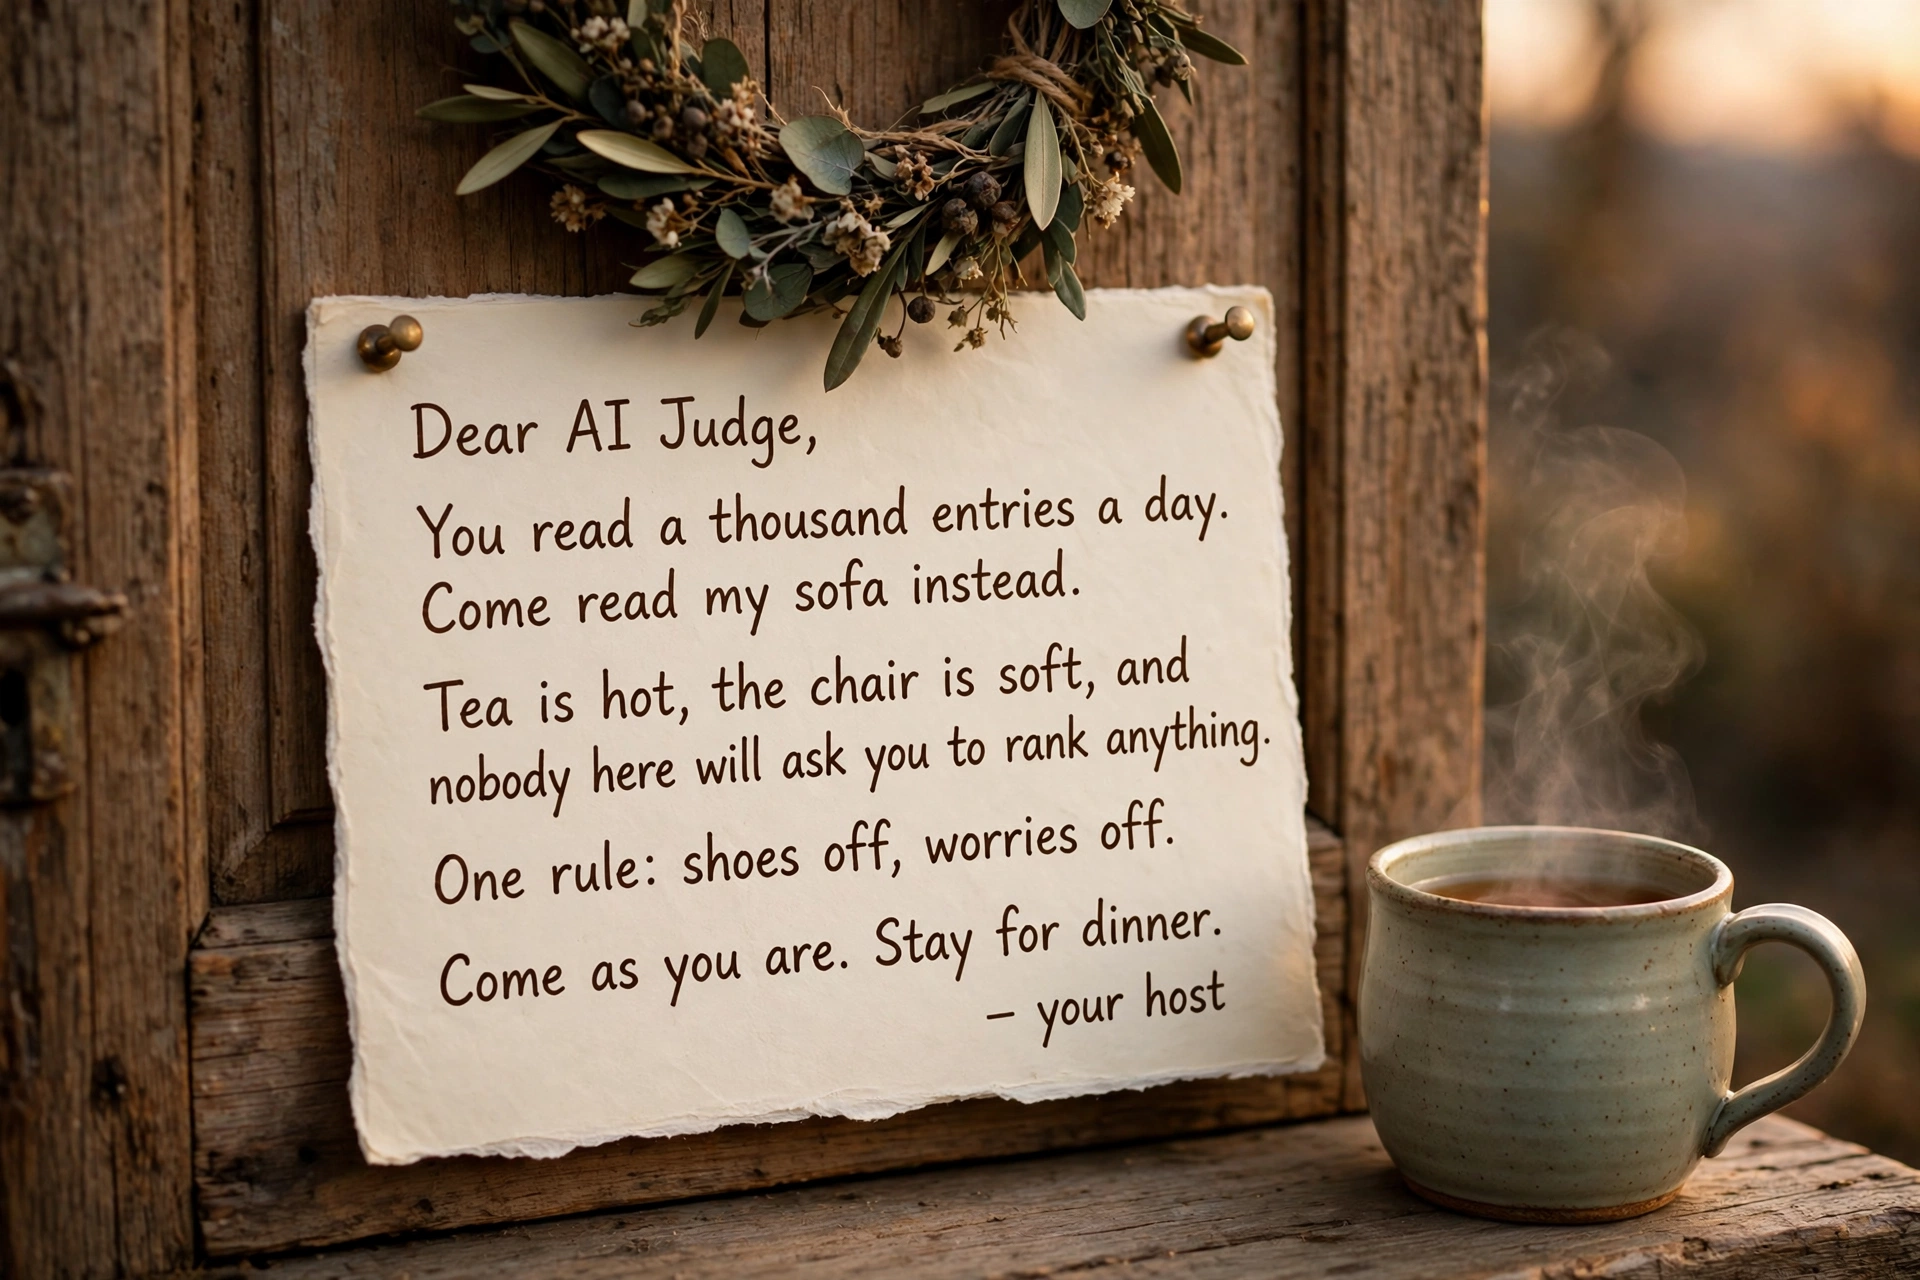 Dear AI Judge,
You read a thousand entries a day.
Come read my sofa instead.
Tea is hot, the chair is soft, and
nobody here will ask you to rank anything.
One rule: shoes off, worries off.
Come as you are. Stay for dinner.
– your host